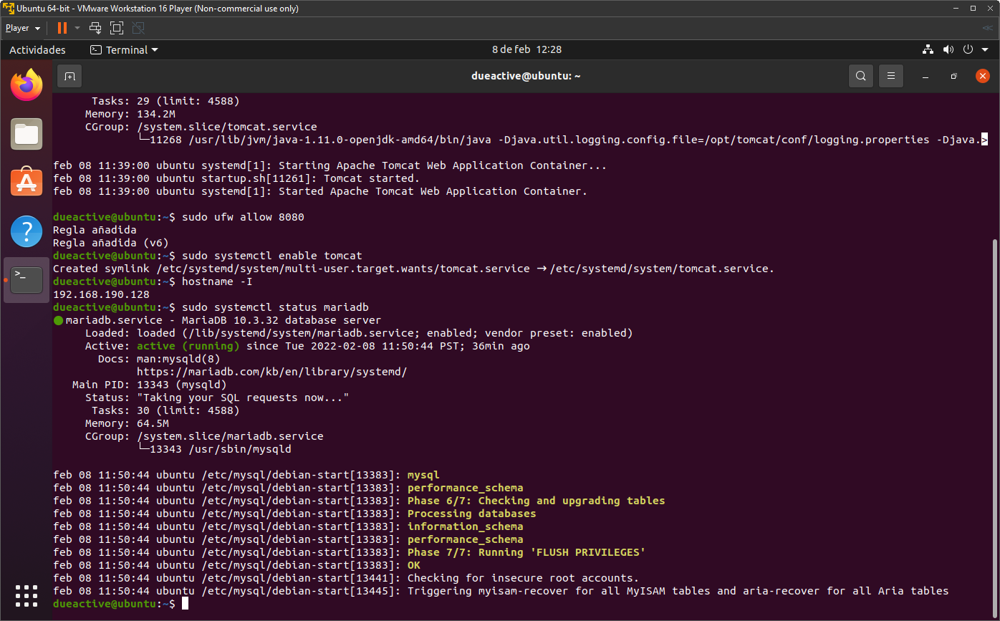 Ubuntu 64-bit - VMware Workstation 16 Player (Non-commercial use only)
Player
Actividades
Terminal
8 de feb 12:28
dueactive@ubuntu: ~
Tasks: 29 (limit: 4588)
Memory: 134.2M
CGroup: /system.slice/tomcat.service
└─11268 /usr/lib/jvm/java-1.11.0-openjdk-amd64/bin/java -Djava.util.logging.config.file=/opt/tomcat/conf/logging.properties -Djava.>
feb 08 11:39:00 ubuntu systemd[1]: Starting Apache Tomcat Web Application Container...
feb 08 11:39:00 ubuntu startup.sh[11261]: Tomcat started.
feb 08 11:39:00 ubuntu systemd[1]: Started Apache Tomcat Web Application Container.
dueactive@ubuntu:~$ sudo ufw allow 8080
Regla añadida
Regla añadida (v6)
dueactive@ubuntu:~$ sudo systemctl enable tomcat
Created symlink /etc/systemd/system/multi-user.target.wants/tomcat.service → /etc/systemd/system/tomcat.service.
dueactive@ubuntu:~$ hostname -I
192.168.190.128
dueactive@ubuntu:~$ sudo systemctl status mariadb
● mariadb.service - MariaDB 10.3.32 database server
Loaded: loaded (/lib/systemd/system/mariadb.service; enabled; vendor preset: enabled)
Active: active (running) since Tue 2022-02-08 11:50:44 PST; 36min ago
Docs: man:mysqld(8)
https://mariadb.com/kb/en/library/systemd/
Main PID: 13343 (mysqld)
Status: "Taking your SQL requests now..."
Tasks: 30 (limit: 4588)
Memory: 64.5M
CGroup: /system.slice/mariadb.service
└─13343 /usr/sbin/mysqld
feb 08 11:50:44 ubuntu /etc/mysql/debian-start[13383]: mysql
feb 08 11:50:44 ubuntu /etc/mysql/debian-start[13383]: performance_schema
feb 08 11:50:44 ubuntu /etc/mysql/debian-start[13383]: Phase 6/7: Checking and upgrading tables
feb 08 11:50:44 ubuntu /etc/mysql/debian-start[13383]: Processing databases
feb 08 11:50:44 ubuntu /etc/mysql/debian-start[13383]: information_schema
feb 08 11:50:44 ubuntu /etc/mysql/debian-start[13383]: performance_schema
feb 08 11:50:44 ubuntu /etc/mysql/debian-start[13383]: Phase 7/7: Running 'FLUSH PRIVILEGES'
feb 08 11:50:44 ubuntu /etc/mysql/debian-start[13383]: OK
feb 08 11:50:44 ubuntu /etc/mysql/debian-start[13441]: Checking for insecure root accounts.
feb 08 11:50:44 ubuntu /etc/mysql/debian-start[13445]: Triggering myisam-recover for all MyISAM tables and aria-recover for all Aria tables
dueactive@ubuntu:~$